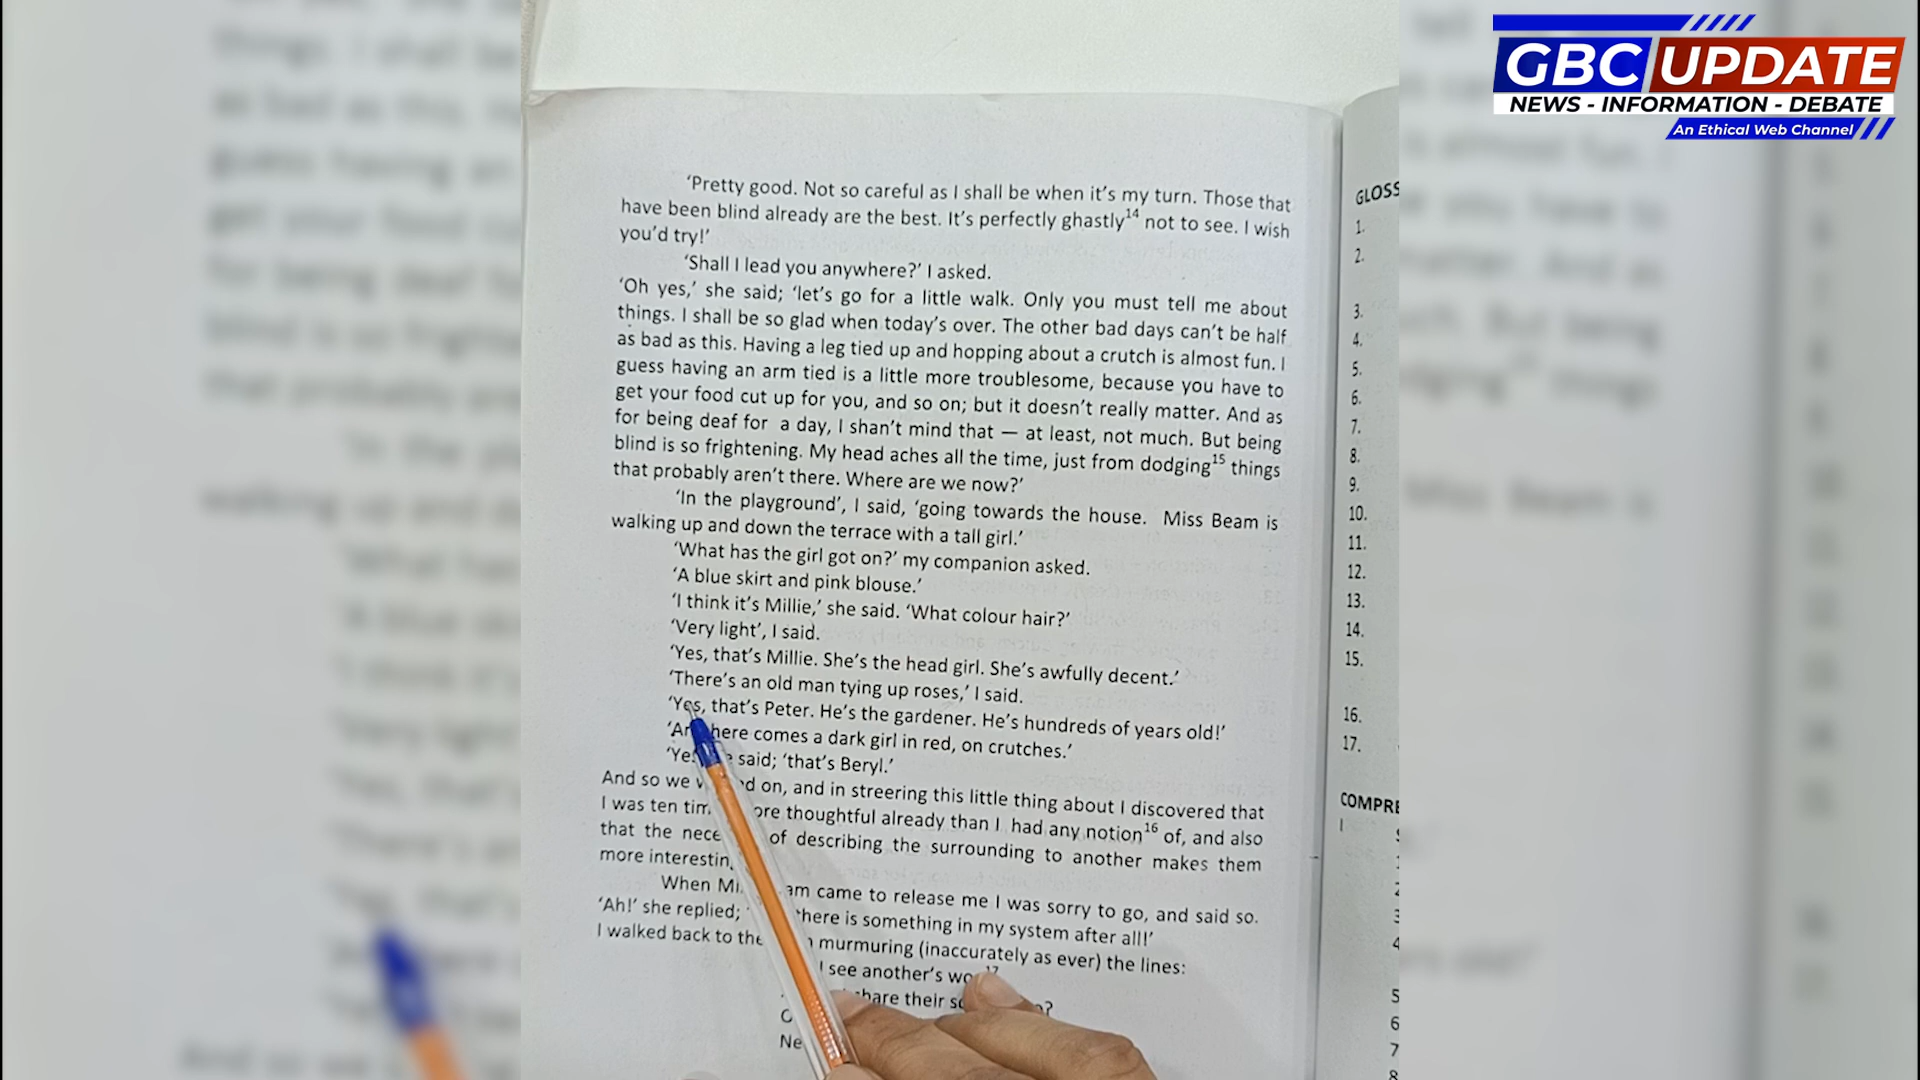 GBC UPDATE
NEWS - INFORMATION - DEBATE
An Ethical Web Channel
'Pretty good. Not so careful as I shall be when it's my turn. Those that
have been blind already are the best. It's perfectly ghastly14 not to see. I wish
you'd try!'
'Shall I lead you anywhere?' I asked.
'Oh yes,' she said; 'let's go for a little walk. Only you must tell me about
things. I shall be so glad when today's over. The other bad days can't be half
as bad as this. Having a leg tied up and hopping about a crutch is almost fun. I
guess having an arm tied is a little more troublesome, because you have to
get your food cut up for you, and so on; but it doesn't really matter. And as
for being deaf for a day, I shan't mind that — at least, not much. But being
blind is so frightening. My head aches all the time, just from dodging15 things
that probably aren't there. Where are we now?'
'In the playground', I said, 'going towards the house. Miss Beam is
walking up and down the terrace with a tall girl.'
'What has the girl got on?' my companion asked.
'A blue skirt and pink blouse.'
'I think it's Millie,' she said. 'What colour hair?'
'Very light', I said.
'Yes, that's Millie. She's the head girl. She's awfully decent.'
'There's an old man tying up roses,' I said.
'Yes, that's Peter. He's the gardener. He's hundreds of years old!'
here comes a dark girl in red, on crutches.'
said; 'that's Beryl.'
And so we on, and in streering this little thing about I discovered that
I was ten thoughtful already than I had any notion16 of, and also
that the of describing the surrounding to another makes them
more
When came to release me I was sorry to go, and said so.
'Ah!' she replied; there is something in my system after all!'
I walked back to murmuring (inaccurately as ever) the lines:
I see another's
share their
GLOSS
1.
2.
3.
4.
5.
6.
7.
8.
9.
10.
11.
12.
13.
14.
15.
16.
17.
COMPRE
I
1
2
3
4
5
6
7
8